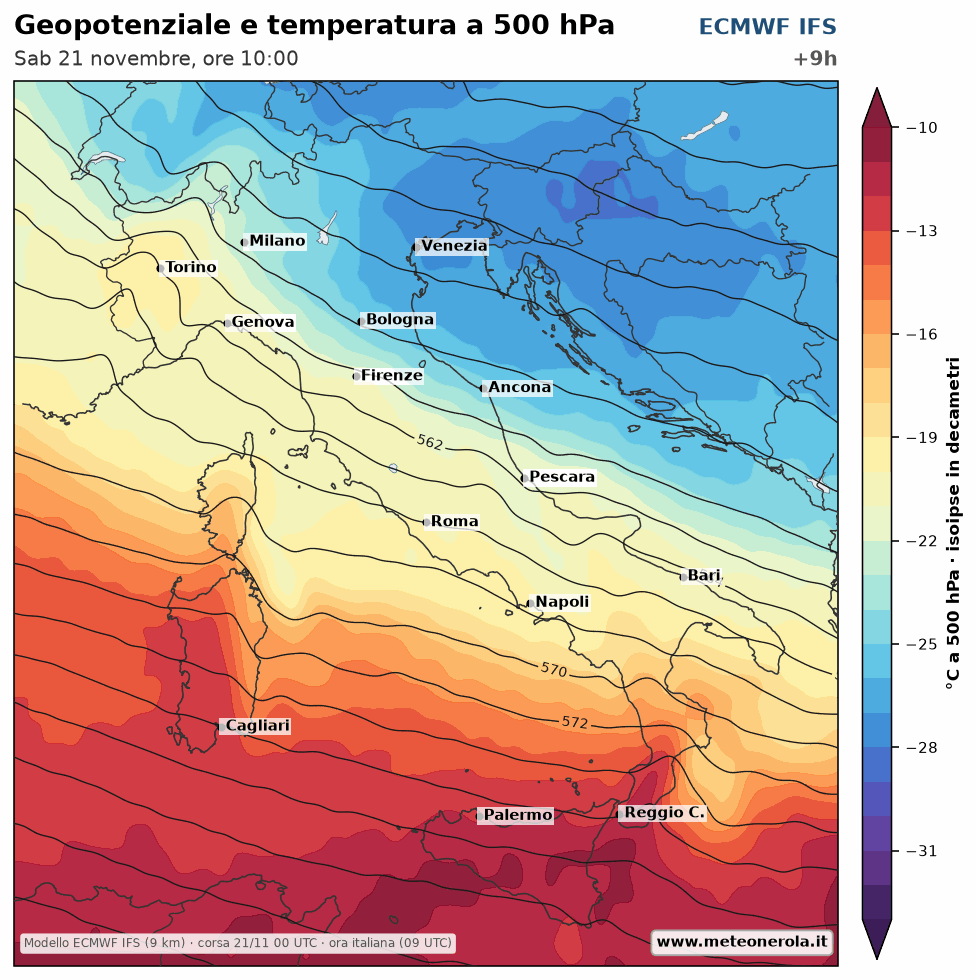 Geopotenziale e temperatura a 500 hPa
ECMWF IFS
Sab 21 novembre, ore 10:00
+9h
Milano
Venezia
Torino
Genova
Bologna
Firenze
Ancona
562
Pescara
Roma
Bari
Napoli
570
572
Cagliari
Palermo
Reggio C.
−10
−13
−16
−19
−22
−25
−28
−31
°C a 500 hPa · isoipse in decametri
Modello ECMWF IFS (9 km) · corsa 21/11 00 UTC · ora italiana (09 UTC)
www.meteonerola.it